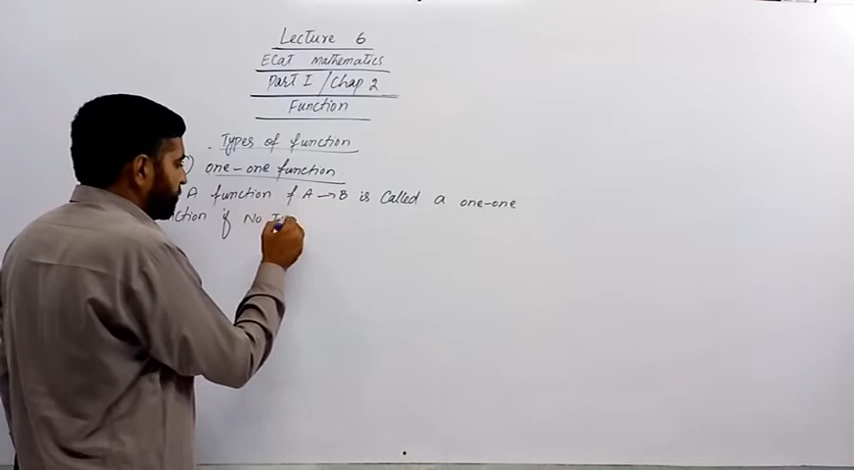 Lecture 6
ECAT Mathematics
Part I / Chap 2
Function
Types of function
one-one function
A function f A → B is Called a one-one
if No